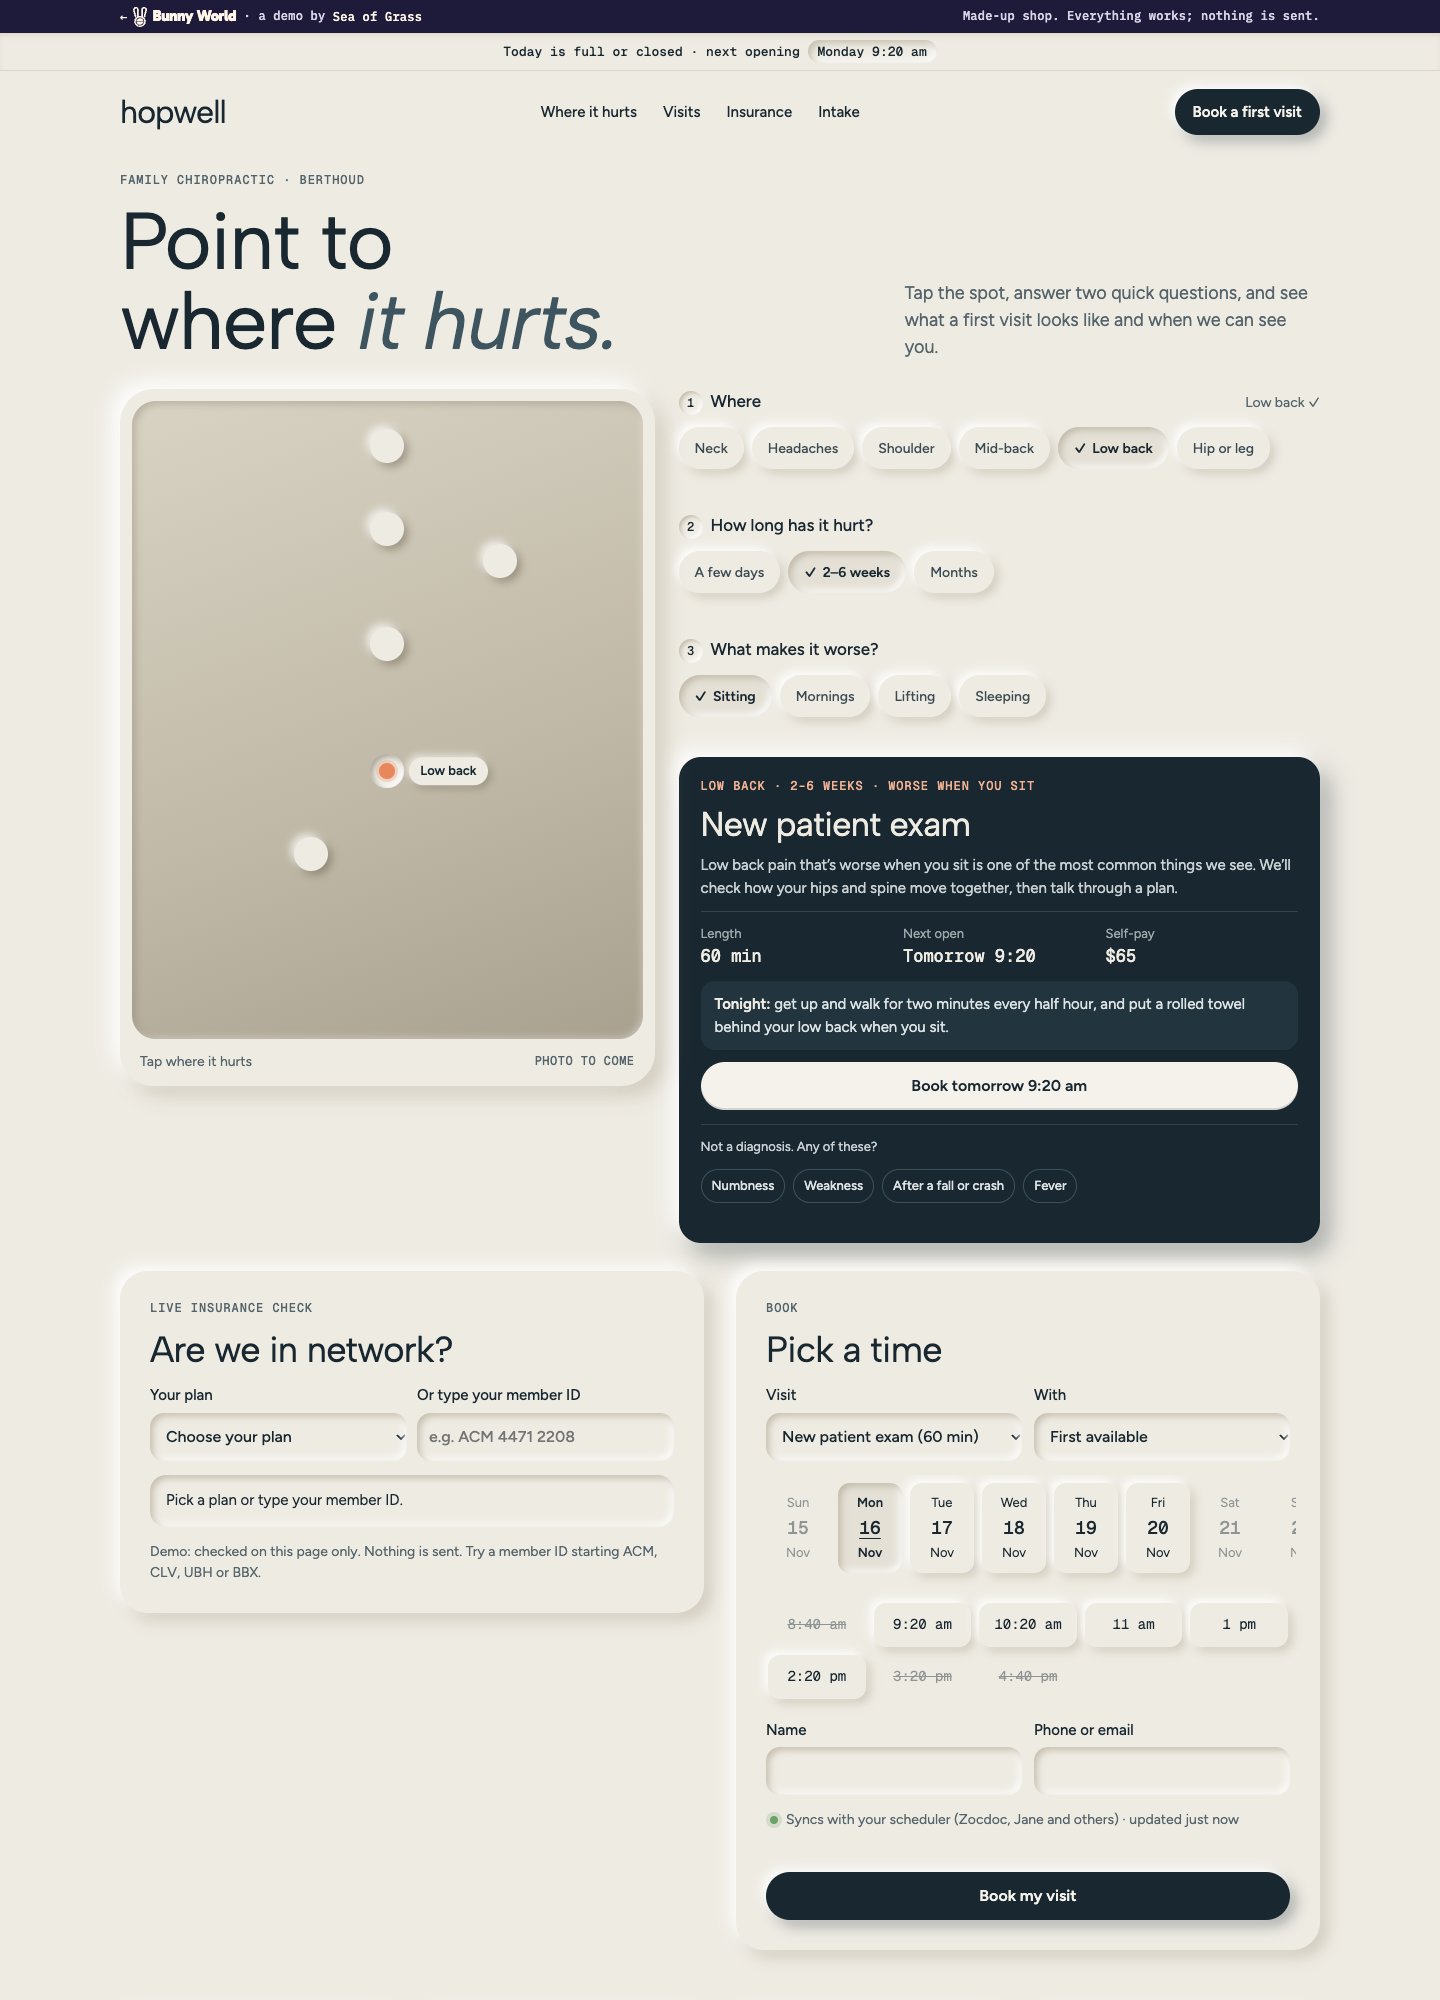 ← Bunny World · a demo by Sea of Grass
Made-up shop. Everything works; nothing is sent.
Today is full or closed · next opening Monday 9:20 am
hopwell
Where it hurts Visits Insurance Intake
Book a first visit
FAMILY CHIROPRACTIC · BERTHOUD
Point to
where it hurts.
Tap the spot, answer two quick questions, and see
what a first visit looks like and when we can see
you.
Low back
Tap where it hurts
PHOTO TO COME
1 Where
Low back ✓
Neck Headaches Shoulder Mid-back ✓ Low back Hip or leg
2 How long has it hurt?
A few days ✓ 2–6 weeks Months
3 What makes it worse?
✓ Sitting Mornings Lifting Sleeping
LOW BACK · 2–6 WEEKS · WORSE WHEN YOU SIT
New patient exam
Low back pain that’s worse when you sit is one of the most common things we see. We’ll
check how your hips and spine move together, then talk through a plan.
Length Next open Self-pay
60 min Tomorrow 9:20 $65
Tonight: get up and walk for two minutes every half hour, and put a rolled towel
behind your low back when you sit.
Book tomorrow 9:20 am
Not a diagnosis. Any of these?
Numbness Weakness After a fall or crash Fever
LIVE INSURANCE CHECK
Are we in network?
Your plan Or type your member ID
Choose your plan e.g. ACM 4471 2208
Pick a plan or type your member ID.
Demo: checked on this page only. Nothing is sent. Try a member ID starting ACM,
CLV, UBH or BBX.
BOOK
Pick a time
Visit With
New patient exam (60 min) First available
Sun Mon Tue Wed Thu Fri Sat
15 16 17 18 19 20 21
Nov Nov Nov Nov Nov Nov Nov
8:40 am 9:20 am 10:20 am 11 am 1 pm
2:20 pm 3:20 pm 4:40 pm
Name Phone or email
Syncs with your scheduler (Zocdoc, Jane and others) · updated just now
Book my visit